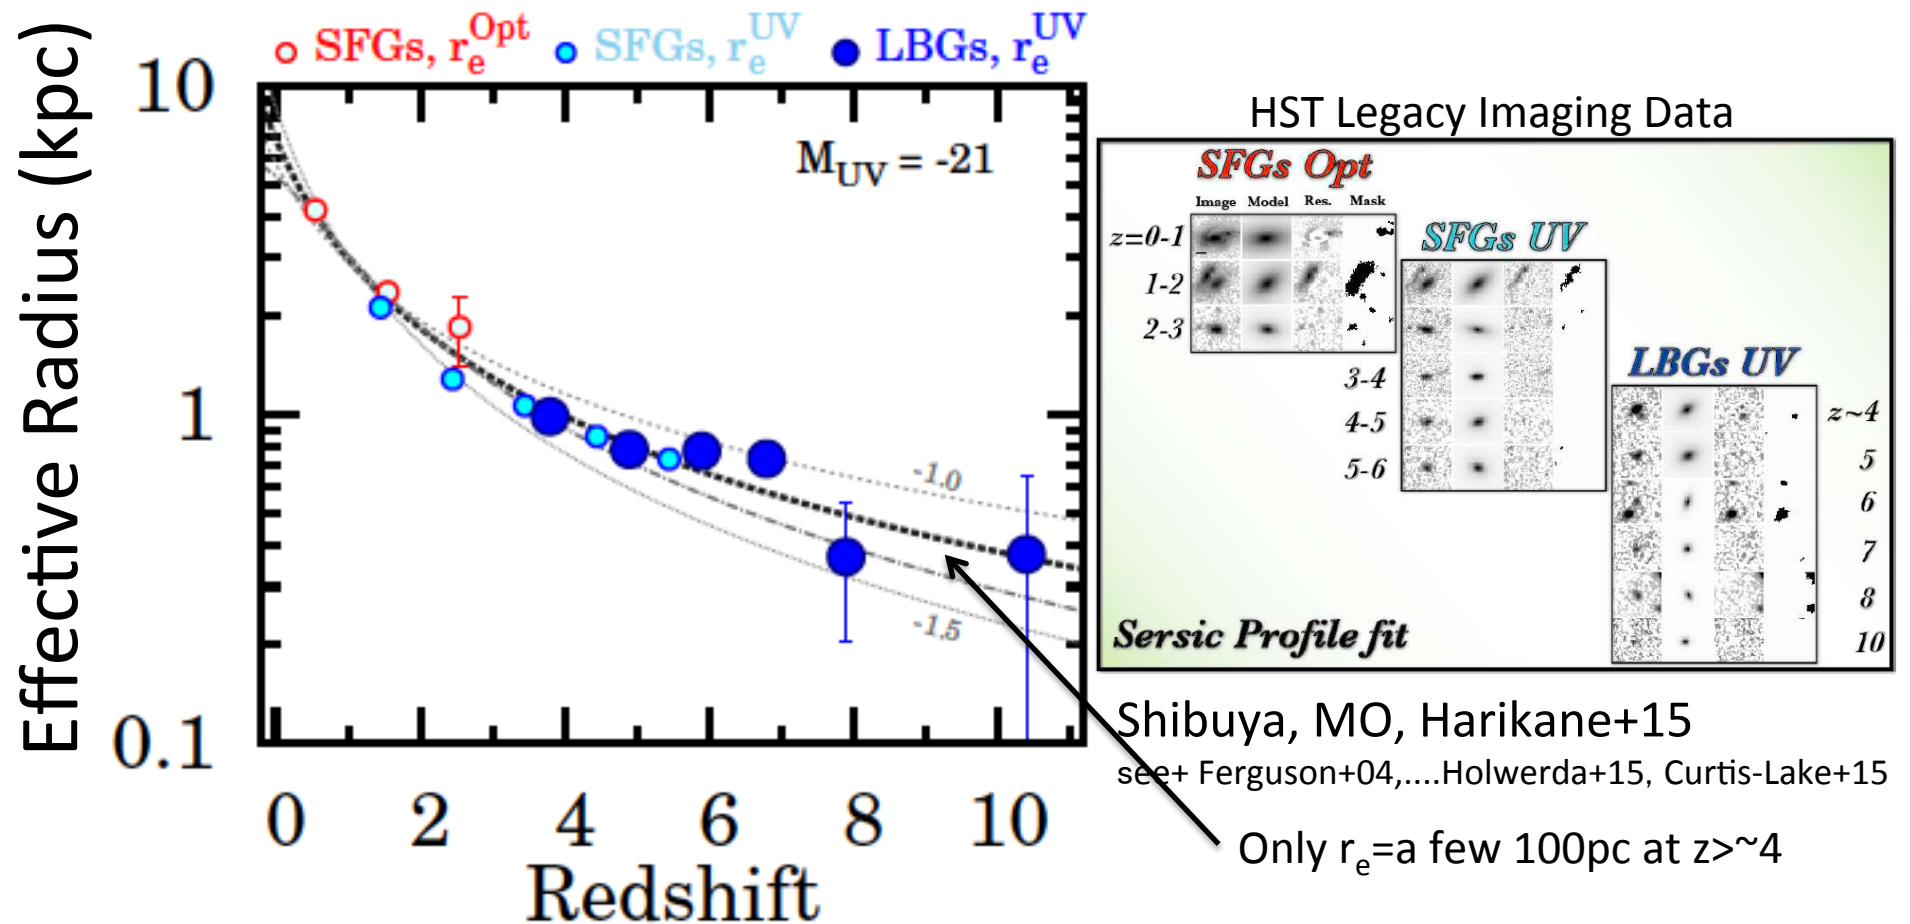 SFGs, r_e^Opt SFGs, r_e^UV LBGs, r_e^UV
Effective Radius (kpc)
10
1
0.1
M_UV = -21
-1.0
-1.5
0 2 4 6 8 10
Redshift
HST Legacy Imaging Data
SFGs Opt
Image Model Res. Mask
z=0-1
1-2
2-3
SFGs UV
3-4
4-5
5-6
LBGs UV
z~4
5
6
7
8
10
Sersic Profile fit
Shibuya, MO, Harikane+15
see+ Ferguson+04,....Holwerda+15, Curtis-Lake+15
Only r_e=a few 100pc at z>~4